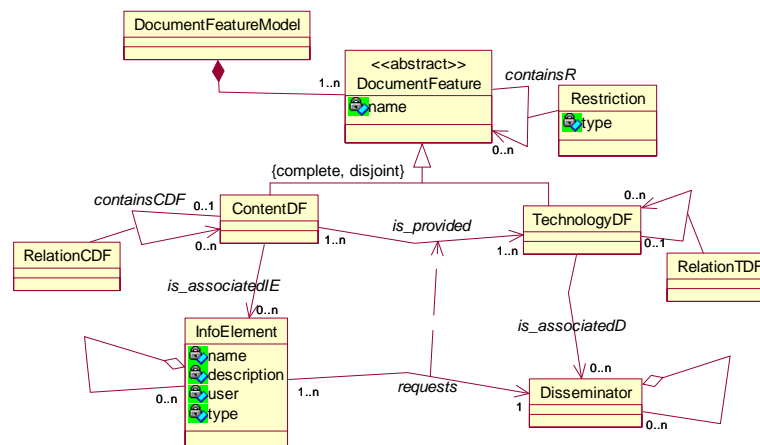 DocumentFeatureModel
<<abstract>>
DocumentFeature
name
1..n
containsR
0..n
Restriction
type
{complete, disjoint}
containsCDF
0..1
0..n
ContentDF
1..n
is_provided
1..n
TechnologyDF
0..n
0..1
RelationCDF
RelationTDF
is_associatedIE
0..n
is_associatedD
0..n
InfoElement
name
description
user
type
0..n
1..n
requests
1
Disseminator
0..n